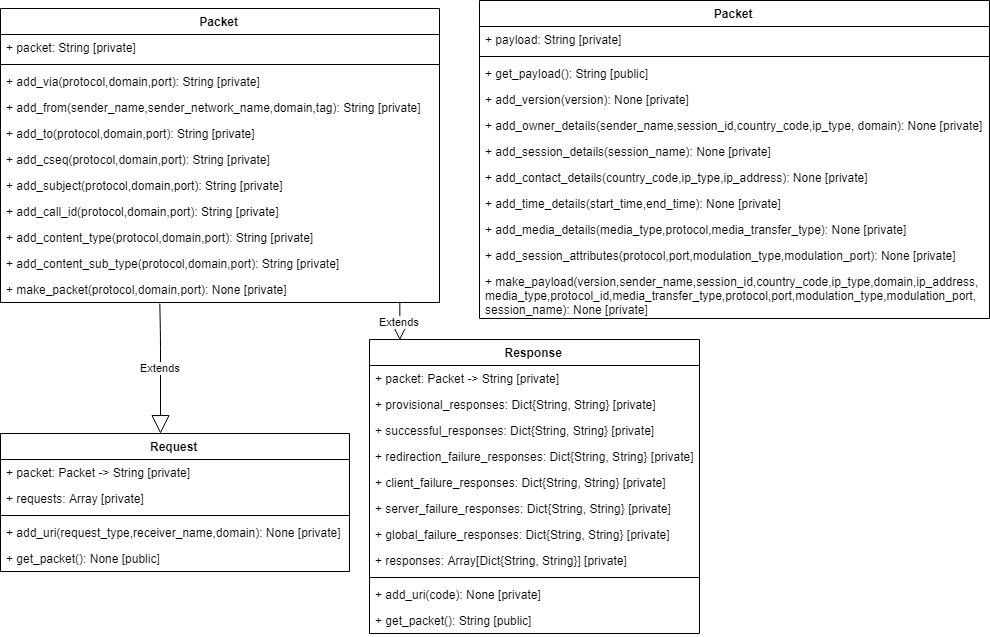 Packet
+ packet: String [private]
+ add_via(protocol,domain,port): String [private]
+ add_from(sender_name,sender_network_name,domain,tag): String [private]
+ add_to(protocol,domain,port): String [private]
+ add_cseq(protocol,domain,port): String [private]
+ add_subject(protocol,domain,port): String [private]
+ add_call_id(protocol,domain,port): String [private]
+ add_content_type(protocol,domain,port): String [private]
+ add_content_sub_type(protocol,domain,port): String [private]
+ make_packet(protocol,domain,port): None [private]
Packet
+ payload: String [private]
+ get_payload(): String [public]
+ add_version(version): None [private]
+ add_owner_details(sender_name,session_id,country_code,ip_type, domain): None [private]
+ add_session_details(session_name): None [private]
+ add_contact_details(country_code,ip_type,ip_address): None [private]
+ add_time_details(start_time,end_time): None [private]
+ add_media_details(media_type,protocol,media_transfer_type): None [private]
+ add_session_attributes(protocol,port,modulation_type,modulation_port): None [private]
+ make_payload(version,sender_name,session_id,country_code,ip_type,domain,ip_address,
media_type,protocol_id,media_transfer_type,protocol,port,modulation_type,modulation_port,
session_name): None [private]
Extends
Extends
Request
+ packet: Packet -> String [private]
+ requests: Array [private]
+ add_uri(request_type,receiver_name,domain): None [private]
+ get_packet(): None [public]
Response
+ packet: Packet -> String [private]
+ provisional_responses: Dict{String, String} [private]
+ successful_responses: Dict{String, String} [private]
+ redirection_failure_responses: Dict{String, String} [private]
+ client_failure_responses: Dict{String, String} [private]
+ server_failure_responses: Dict{String, String} [private]
+ global_failure_responses: Dict{String, String} [private]
+ responses: Array[Dict{String, String}] [private]
+ add_uri(code): None [private]
+ get_packet(): String [public]